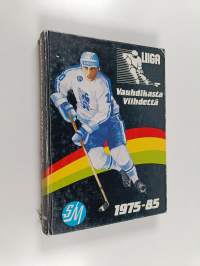 LIIGA
Vauhdikasta
Viihdettä
SM
1975-85